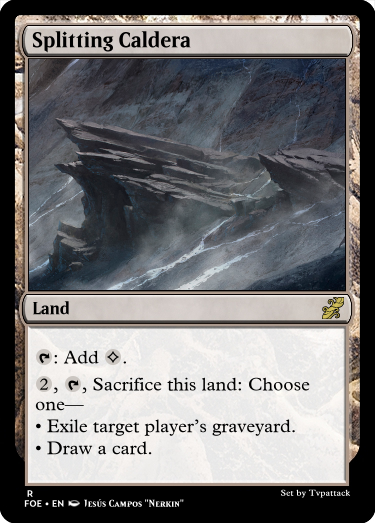 Splitting Caldera
Land
: Add .
2, , Sacrifice this land: Choose
one—
• Exile target player's graveyard.
• Draw a card.
R
FOE • EN Jesús Campos "Nerkin"
Set by Tvpattack